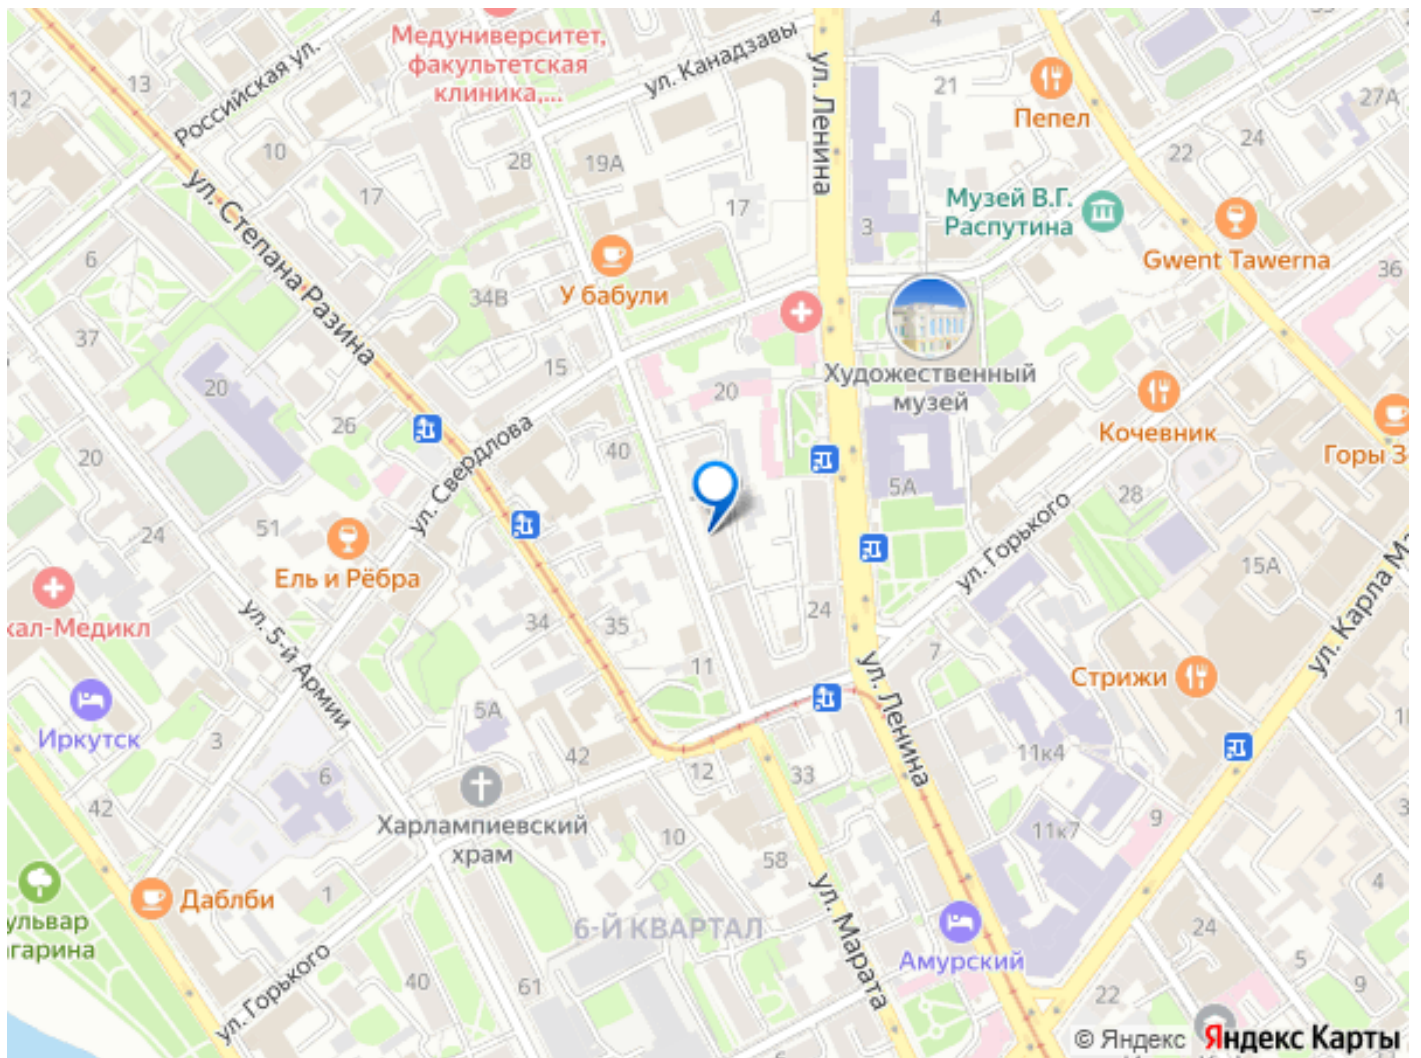 Медуниверситет,
факультетская
клиника,...
ул. Канадзавы
4
ул. Ленина
21
Пепел
27А
24
22
12
13
Российская ул.
10
17
28
19А
17
3
Музей В.Г.
Распутина
Gwent Tawerna
36
ул. Степана Разина
6
34В
У бабули
37
20
15
20
Художественный
музей
Кочевник
Горы З
26
20
ул. Свердлова
40
5А
28
ул. Горького
15А
ул. Карла Ма
51
24
Ель и Рёбра
кал-Медикл
34
35
24
11
7
ул. 5-й Армии
Стрижи
ул. Ленина
Иркутск
3
5А
42
6
42
12
33
11к4
11к7
9
Харлампиевский
храм
10
58
4
1
Даблби
ульвар
гарина
6-Й КВАРТАЛ
ул. Марата
Амурский
24
5
9
22
ул. Горького
40
61
© Яндекс Яндекс Карты